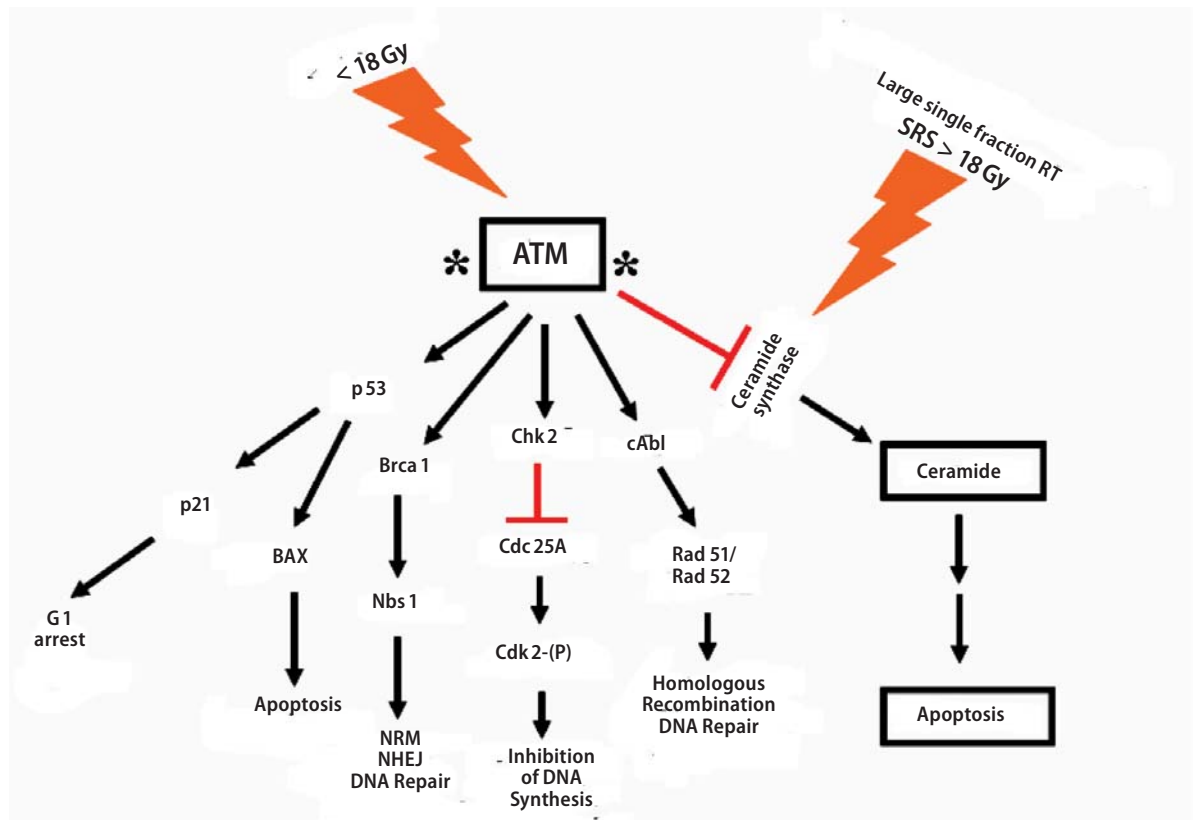 < 18 Gy
Large single fraction RT
SRS > 18 Gy
* ATM *
Ceramide
synthase
p 53
Chk 2
cAbl
Brca 1
Ceramide
p21
BAX
Cdc 25A
Rad 51/
Rad 52
Nbs 1
G 1
arrest
Cdk 2-(P)
Apoptosis
Homologous
Recombination
DNA Repair
Apoptosis
NRM
NHEJ
DNA Repair
Inhibition
of DNA
Synthesis